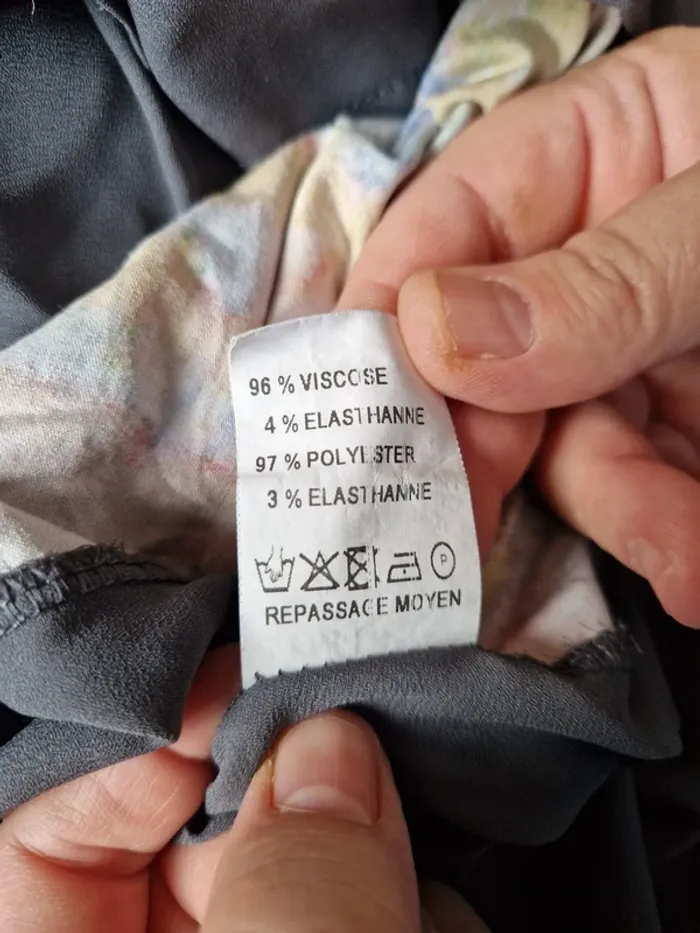 96 % VISCOSE
4 % ELASTHANNE
97 % POLYESTER
3 % ELASTHANNE
P
REPASSAGE MOYEN